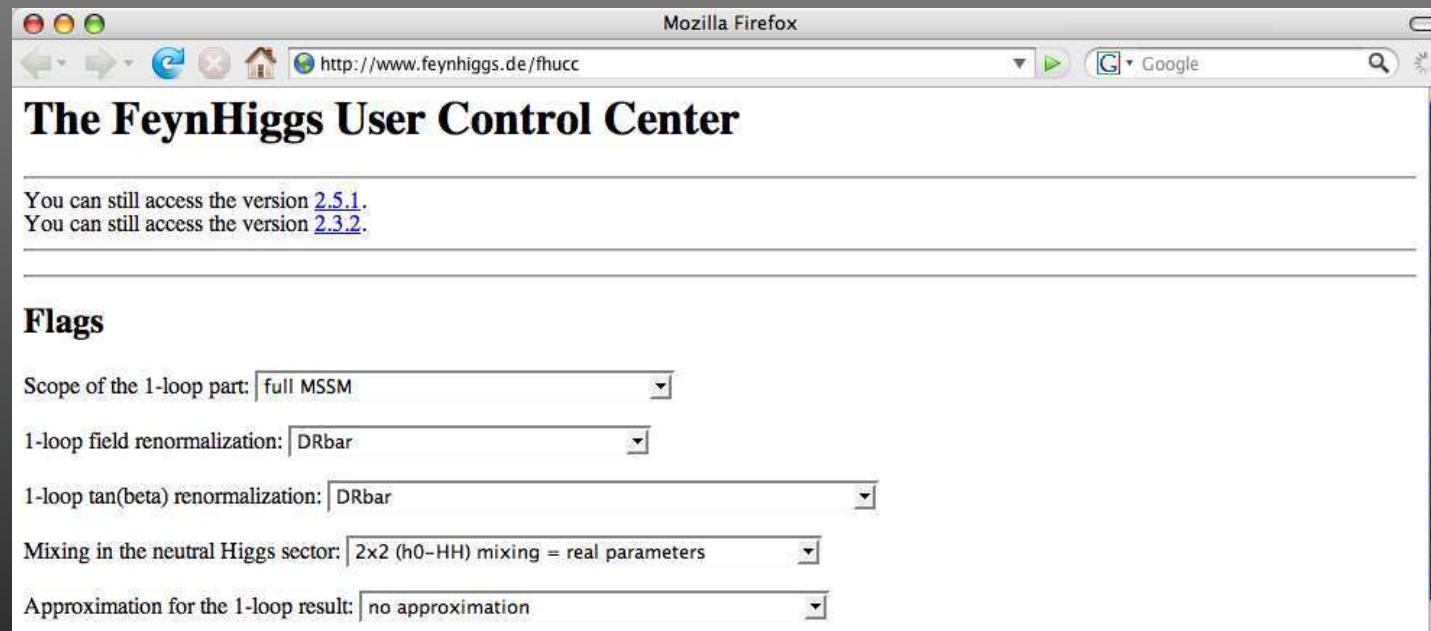 Mozilla Firefox
http://www.feynhiggs.de/fhucc
G Google
The FeynHiggs User Control Center
You can still access the version 2.5.1.
You can still access the version 2.3.2.
Flags
Scope of the 1-loop part: full MSSM
1-loop field renormalization: DRbar
1-loop tan(beta) renormalization: DRbar
Mixing in the neutral Higgs sector: 2x2 (h0-HH) mixing = real parameters
Approximation for the 1-loop result: no approximation